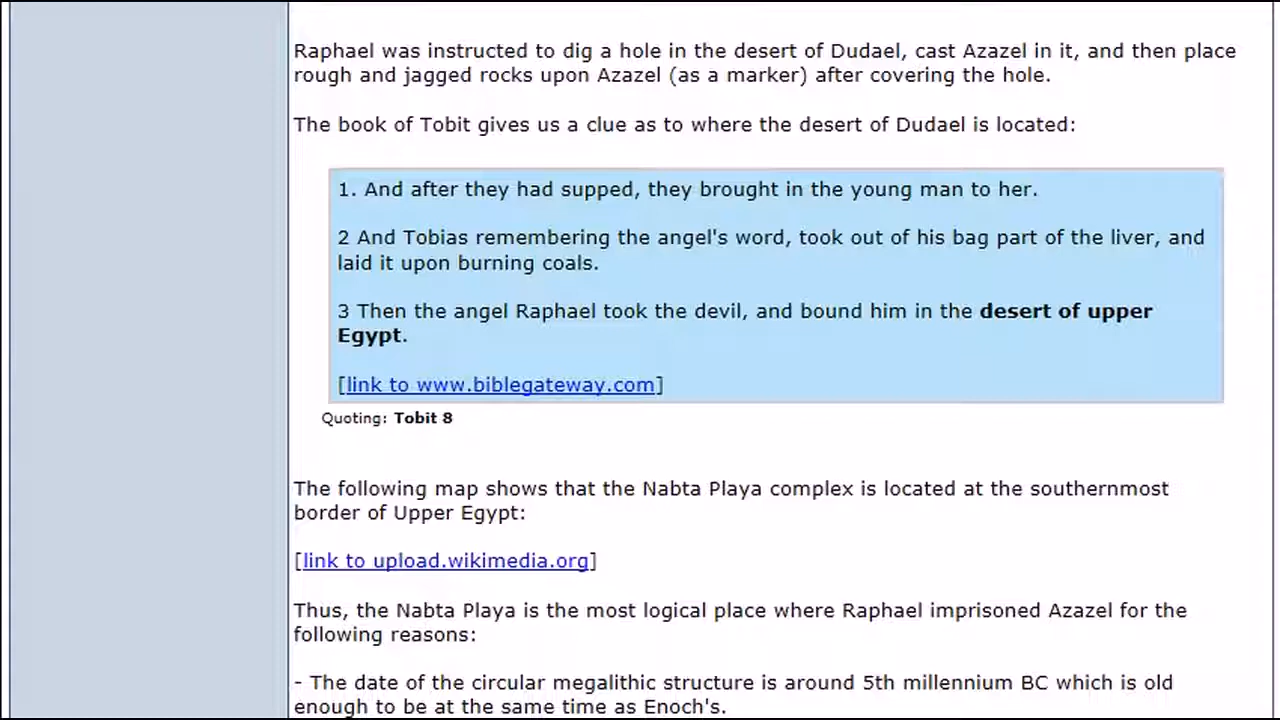 Raphael was instructed to dig a hole in the desert of Dudael, cast Azazel in it, and then place
rough and jagged rocks upon Azazel (as a marker) after covering the hole.
The book of Tobit gives us a clue as to where the desert of Dudael is located:
1. And after they had supped, they brought in the young man to her.
2 And Tobias remembering the angel's word, took out of his bag part of the liver, and
laid it upon burning coals.
3 Then the angel Raphael took the devil, and bound him in the desert of upper
Egypt.
[link to www.biblegateway.com]
Quoting: Tobit 8
The following map shows that the Nabta Playa complex is located at the southernmost
border of Upper Egypt:
[link to upload.wikimedia.org]
Thus, the Nabta Playa is the most logical place where Raphael imprisoned Azazel for the
following reasons:
- The date of the circular megalithic structure is around 5th millennium BC which is old
enough to be at the same time as Enoch's.